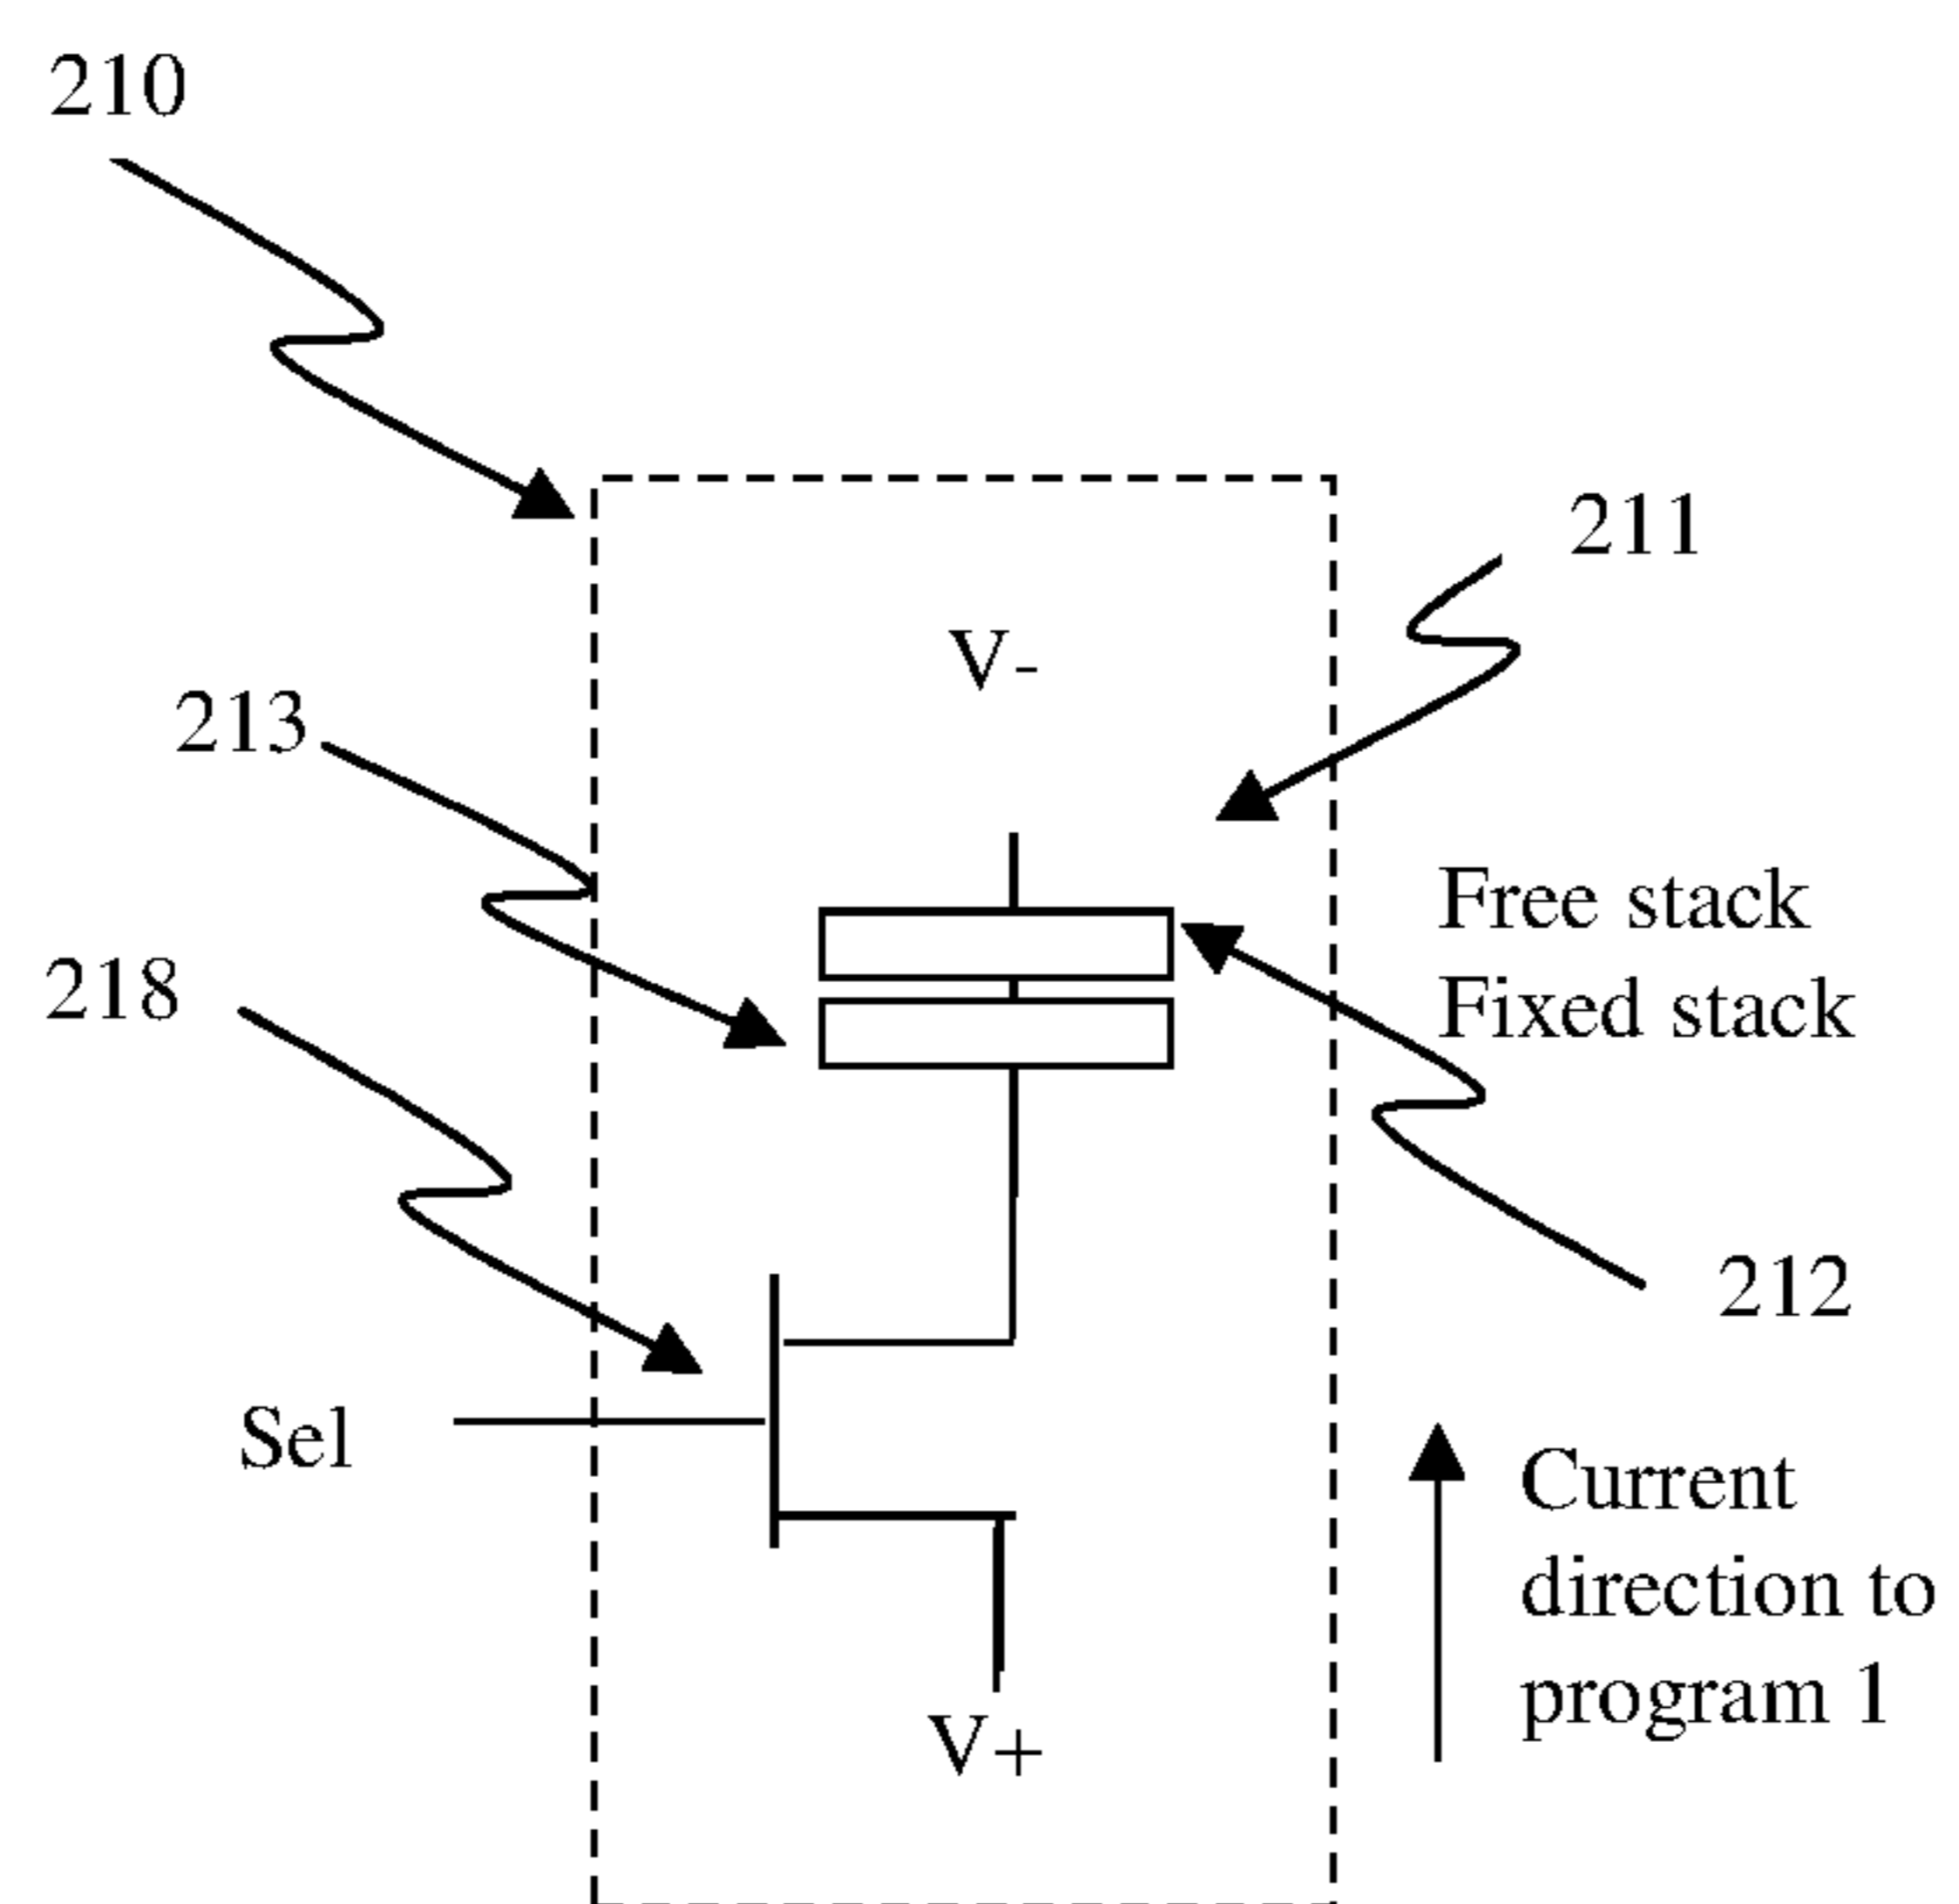 210
211
V-
213
Free stack
218
Fixed stack
212
Sel
Current
direction to
program 1
V+